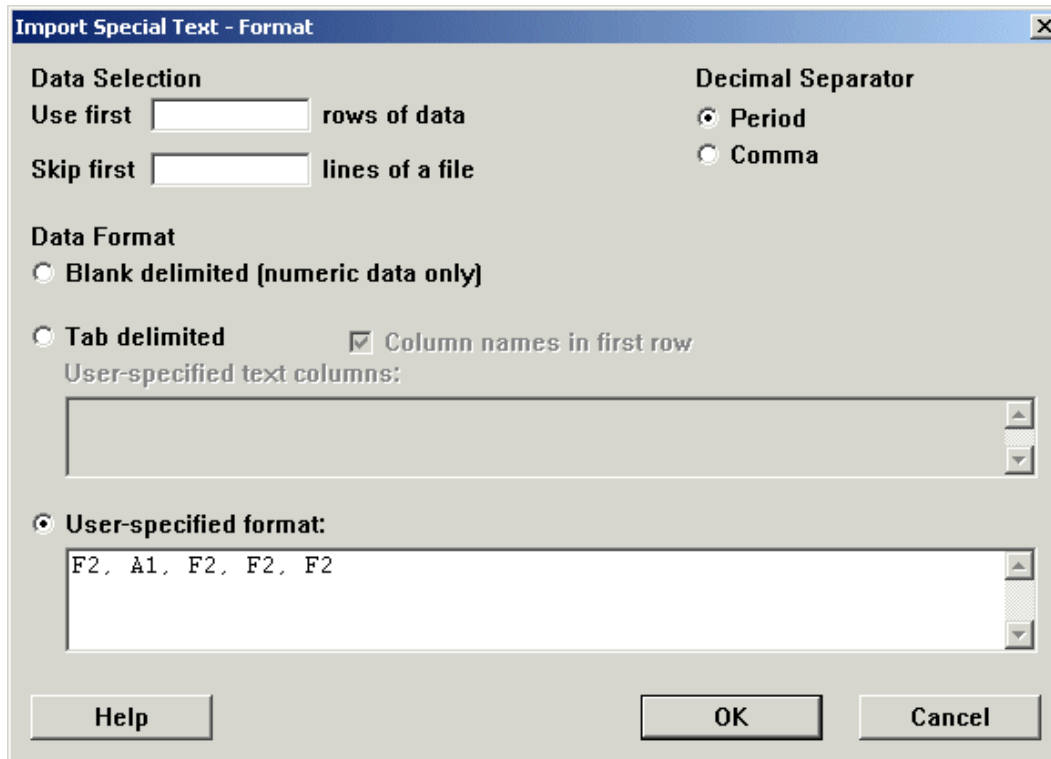 Import Special Text - Format
Data Selection
Use first rows of data
Skip first lines of a file
Decimal Separator
Period
Comma
Data Format
Blank delimited (numeric data only)
Tab delimited
Column names in first row
User-specified text columns:
User-specified format:
F2, A1, F2, F2, F2
Help
OK
Cancel